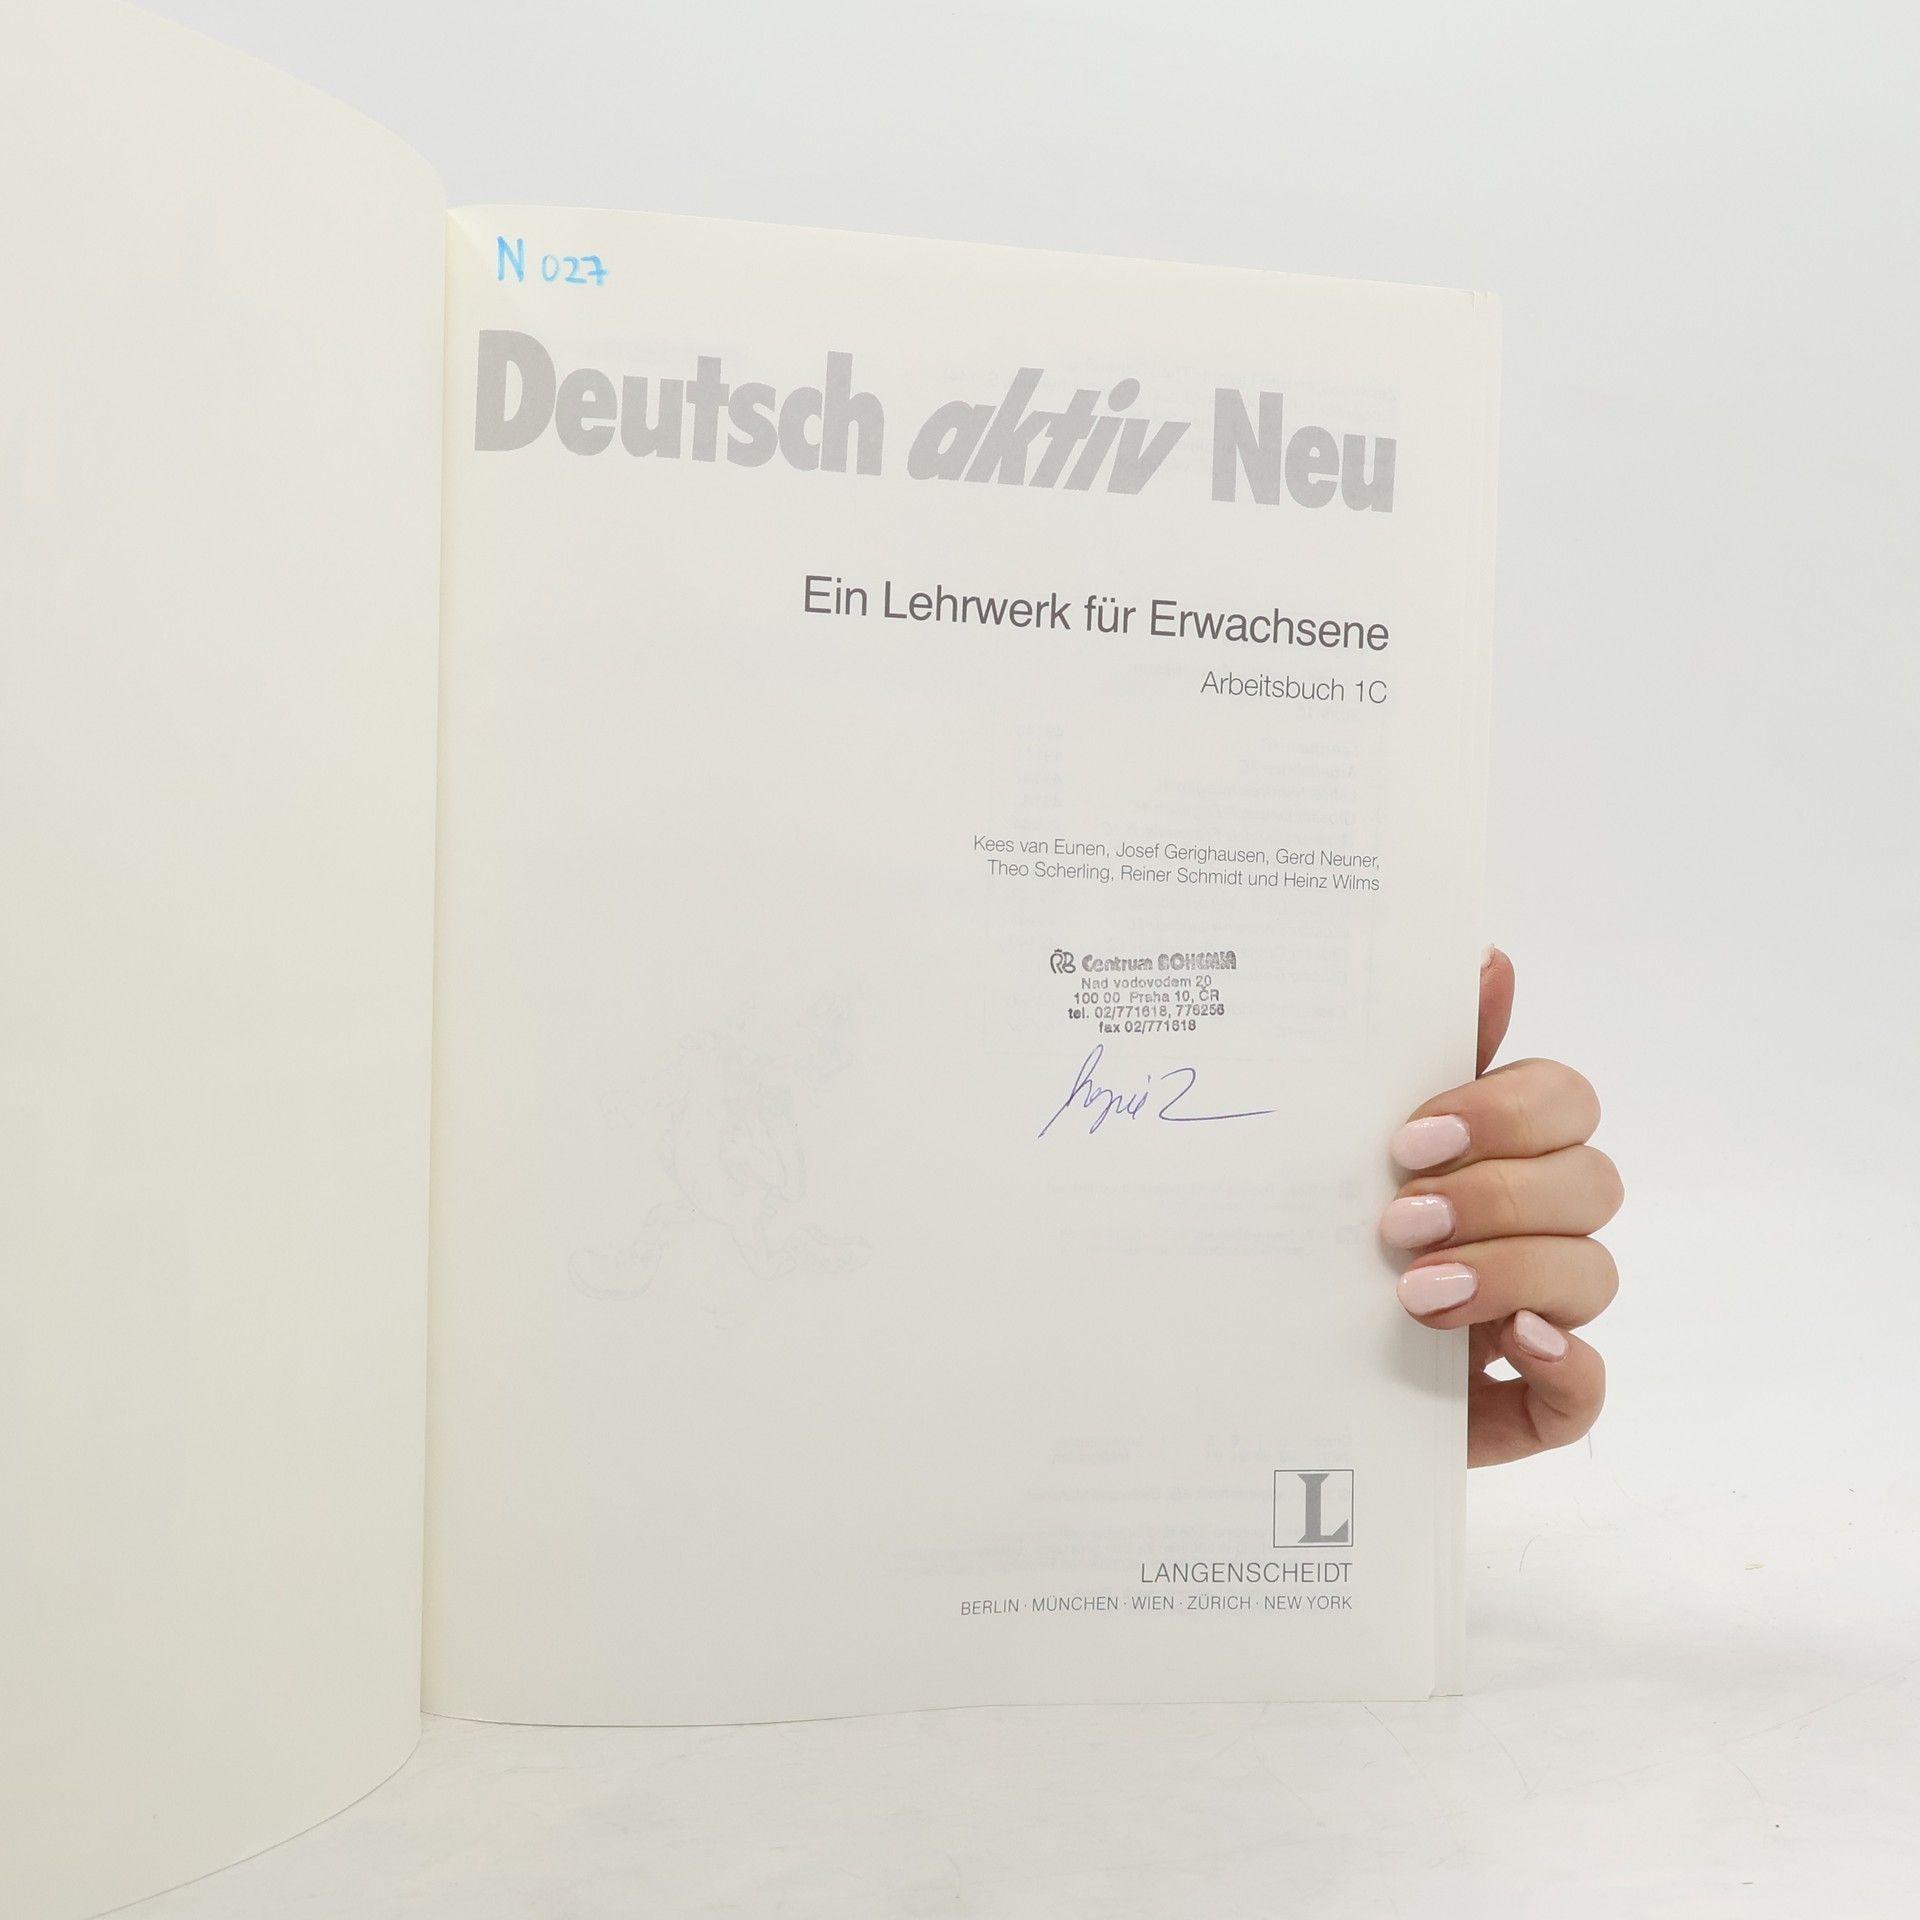 N 027
Deutsch aktiv Neu
Ein Lehrwerk für Erwachsene
Arbeitsbuch 1C
Kees van Eunen, Josef Gerighausen, Gerd Neuner,
Theo Scherling, Reiner Schmidt und Heinz Wilms
Centrum BOHEMIA
Nad vodovodem 20
100 00 Praha 10, ČR
tel. 02/771618, 776256
fax 02/771618
L
LANGENSCHEIDT
BERLIN · MÜNCHEN · WIEN · ZÜRICH · NEW YORK